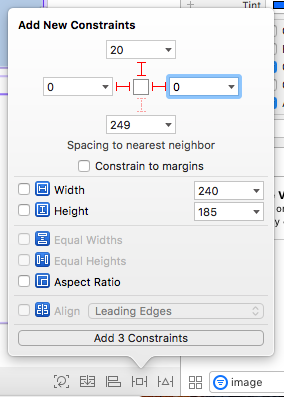 Tint
Add New Constraints
20
0
0
249
Spacing to nearest neighbor
Constrain to margins
Width
240
Height
185
Equal Widths
Equal Heights
Aspect Ratio
Align
Leading Edges
Add 3 Constraints
image